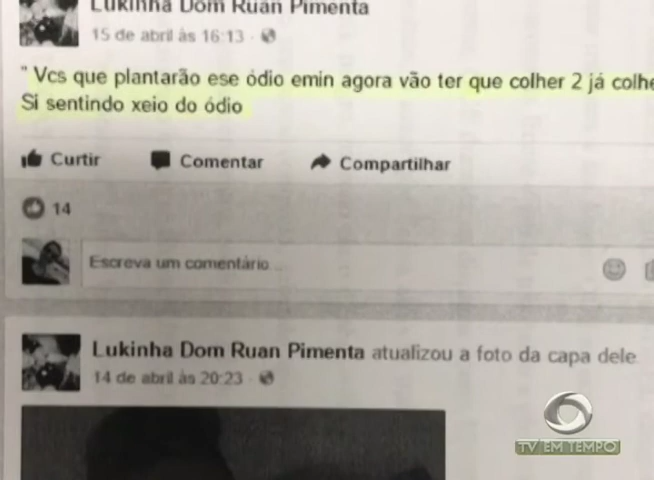 Lukinha Dom Ruan Pimenta
15 de abril às 16:13
" Vcs que plantarão ese ódio emin agora vão ter que colher 2 já colhe
Si sentindo xeio do ódio
Curtir Comentar Compartilhar
14
Escreva um comentário...
Lukinha Dom Ruan Pimenta atualizou a foto da capa dele.
14 de abril às 20:23
TV EM TEMPO